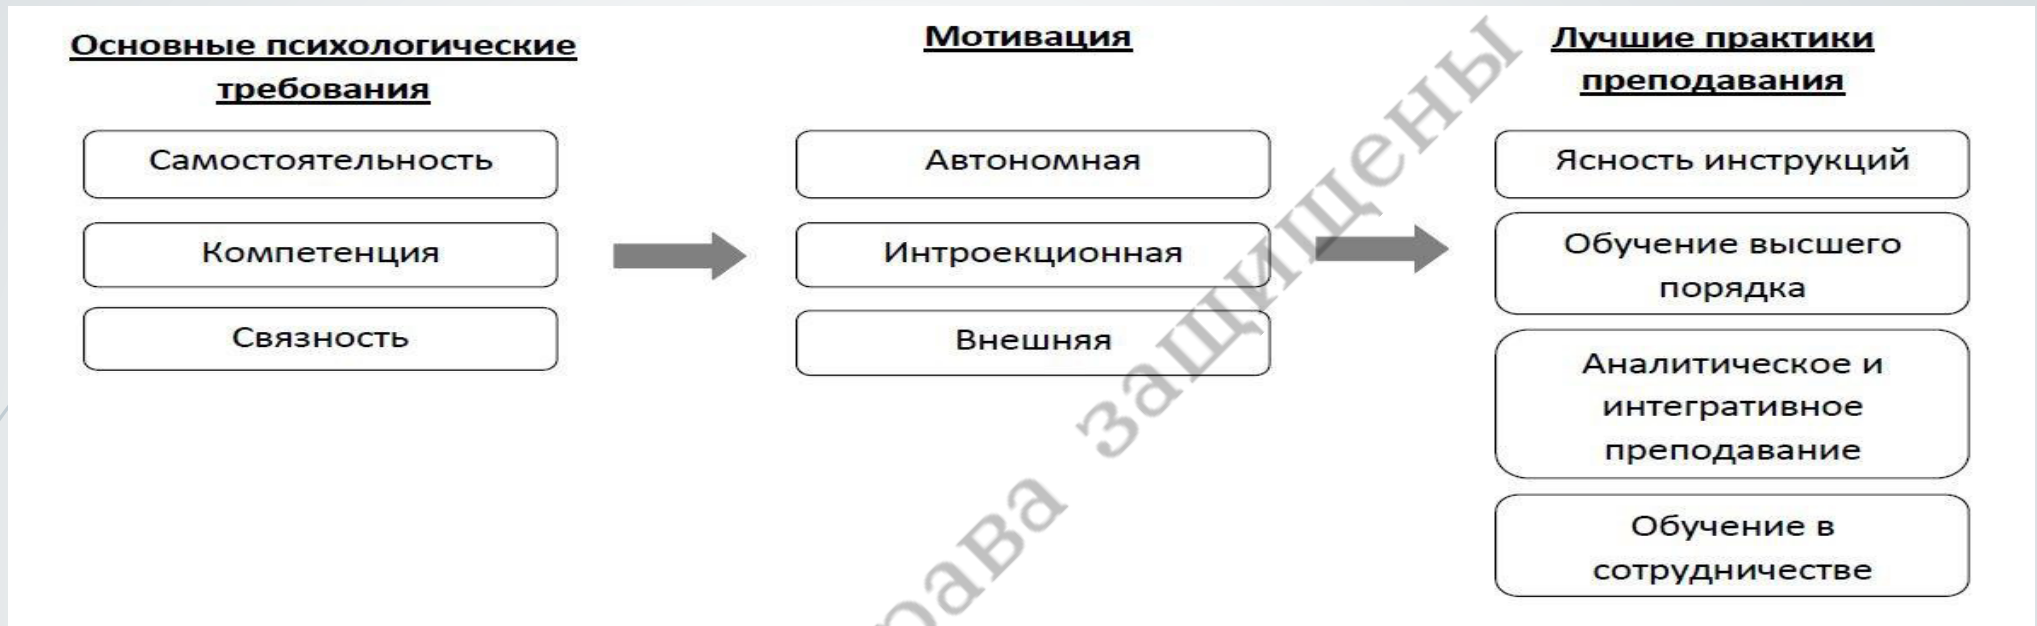 Основные психологические
требования
Самостоятельность
Компетенция
Связность
Мотивация
Автономная
Интроекционная
Внешняя
Лучшие практики
преподавания
Ясность инструкций
Обучение высшего
порядка
Аналитическое и
интегративное
преподавание
Обучение в
сотрудничестве
защищены